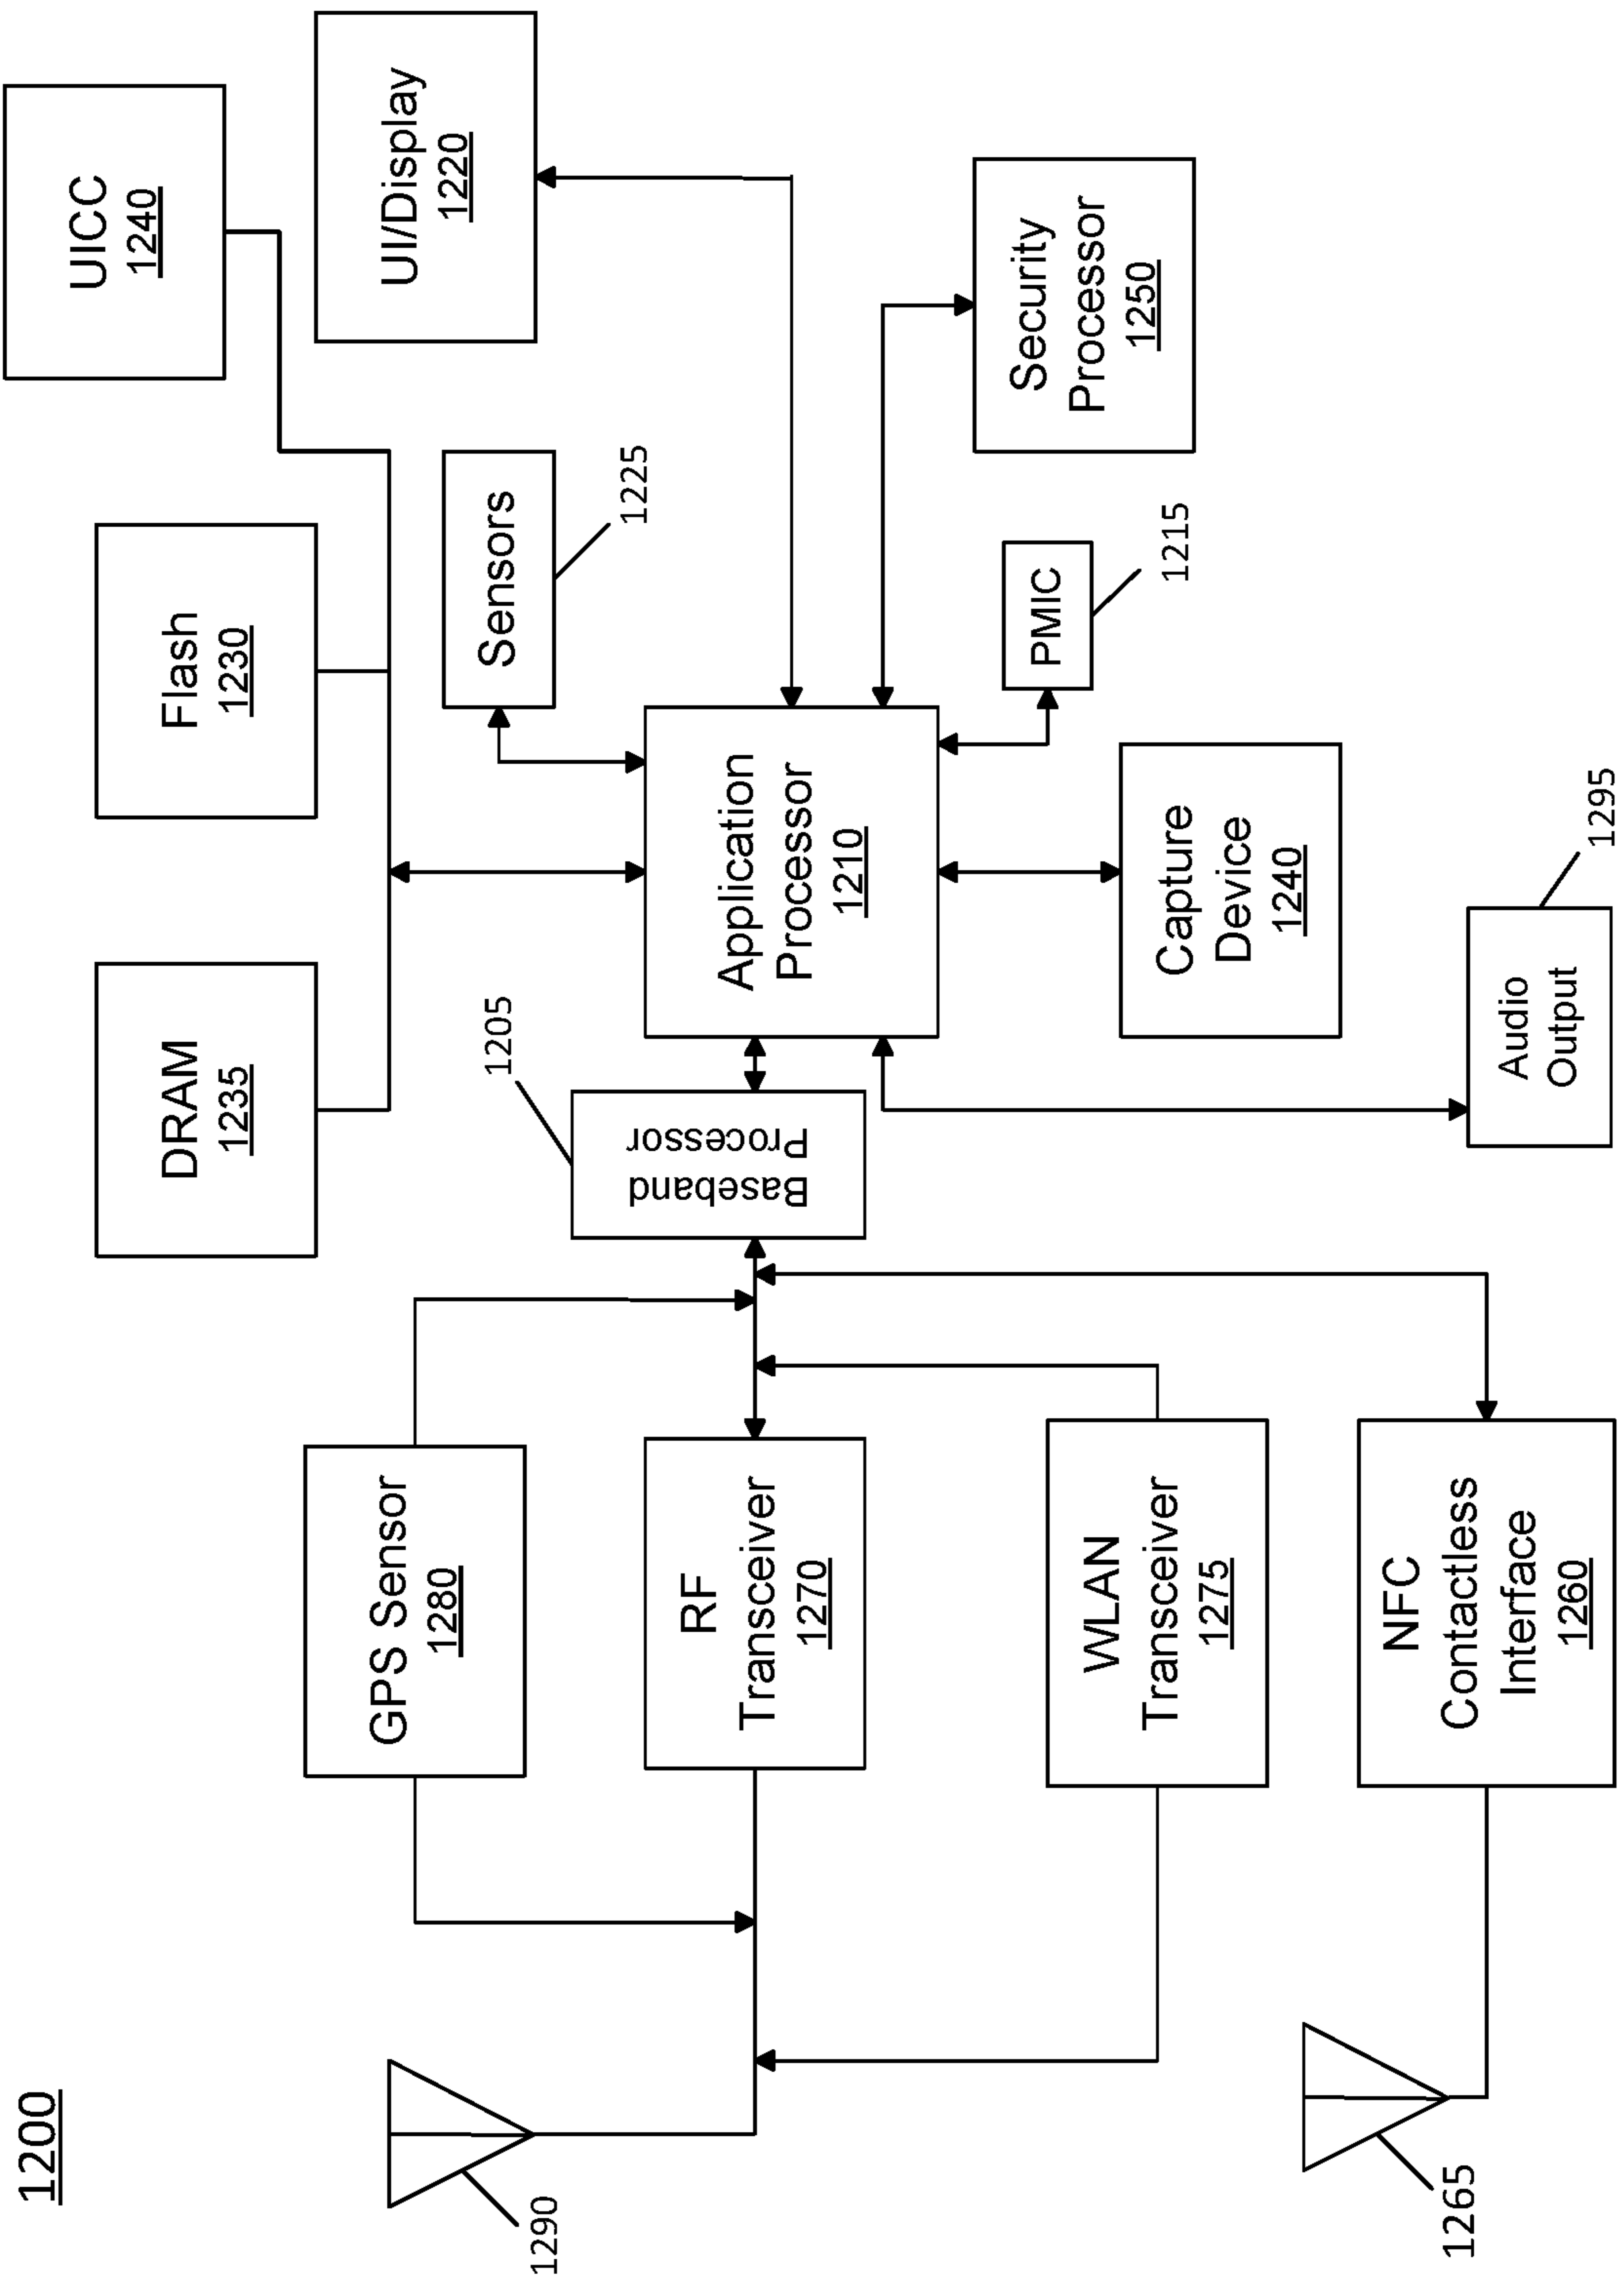 1200
UICC
1240
Flash
1230
DRAM
1235
UI/Display
1220
Sensors
1225
GPS Sensor
1280
1290
1205
Baseband
Processor
Application
Processor
1210
RF
Transceiver
1270
Security
Processor
1250
PMIC
1215
Capture
Device
1240
WLAN
Transceiver
1275
NFC
Contactless
Interface
1260
1265
Audio
Output
1295